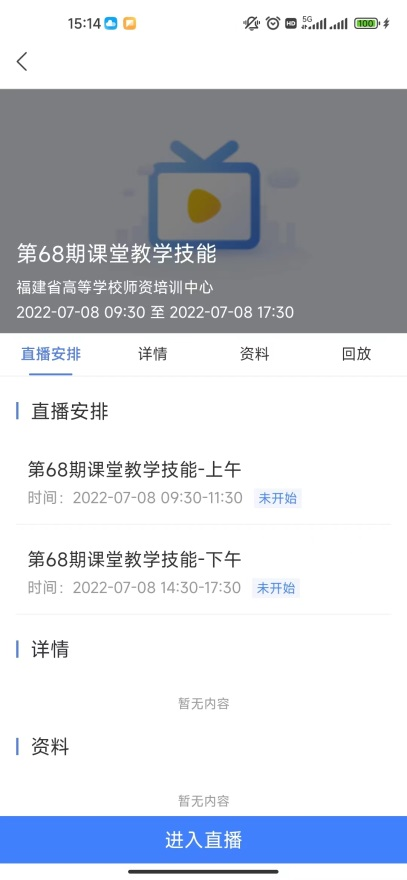 15:14
HD 5G 100
第68期课堂教学技能
福建省高等学校师资培训中心
2022-07-08 09:30 至 2022-07-08 17:30
直播安排 详情 资料 回放
直播安排
第68期课堂教学技能-上午
时间：2022-07-08 09:30-11:30 未开始
第68期课堂教学技能-下午
时间：2022-07-08 14:30-17:30 未开始
详情
暂无内容
资料
暂无内容
进入直播